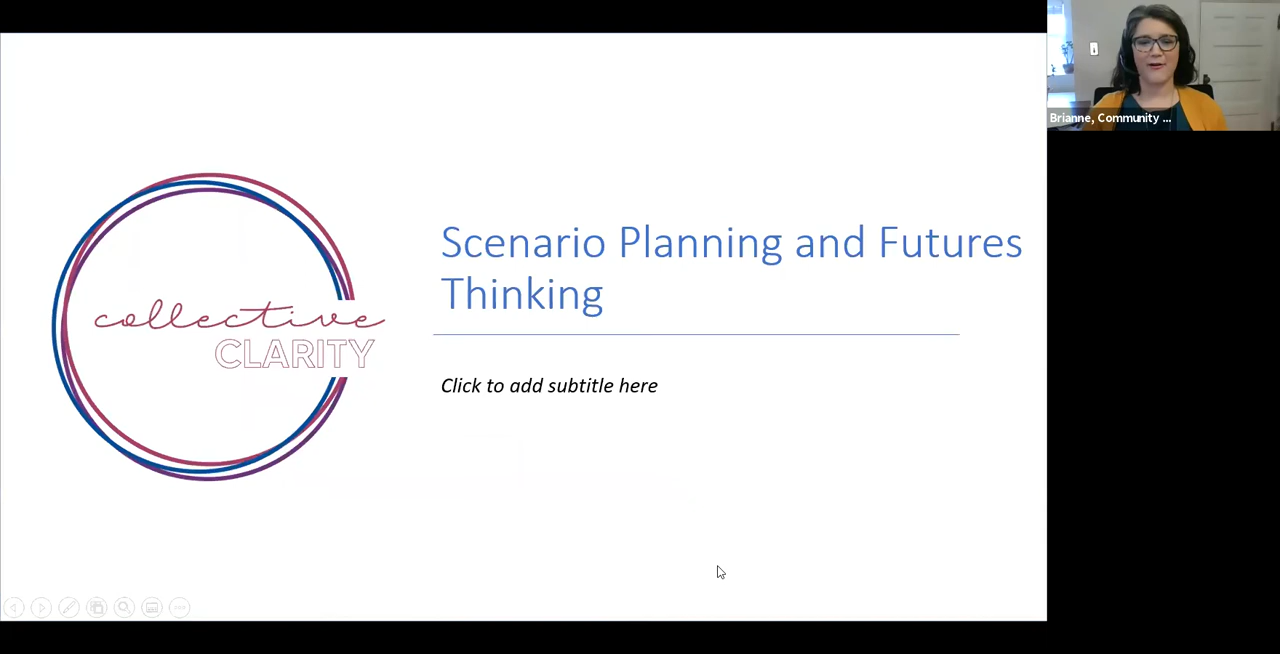 Brianne, Community ...
Scenario Planning and Futures
Thinking
collective
CLARITY
Click to add subtitle here